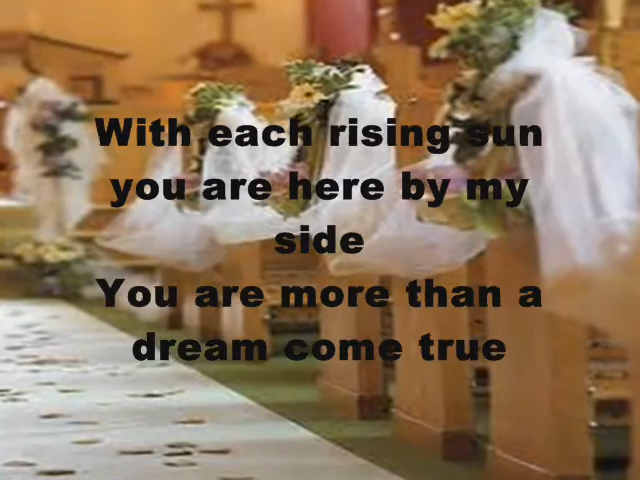 With each rising sun
you are here by my
side
You are more than a
dream come true